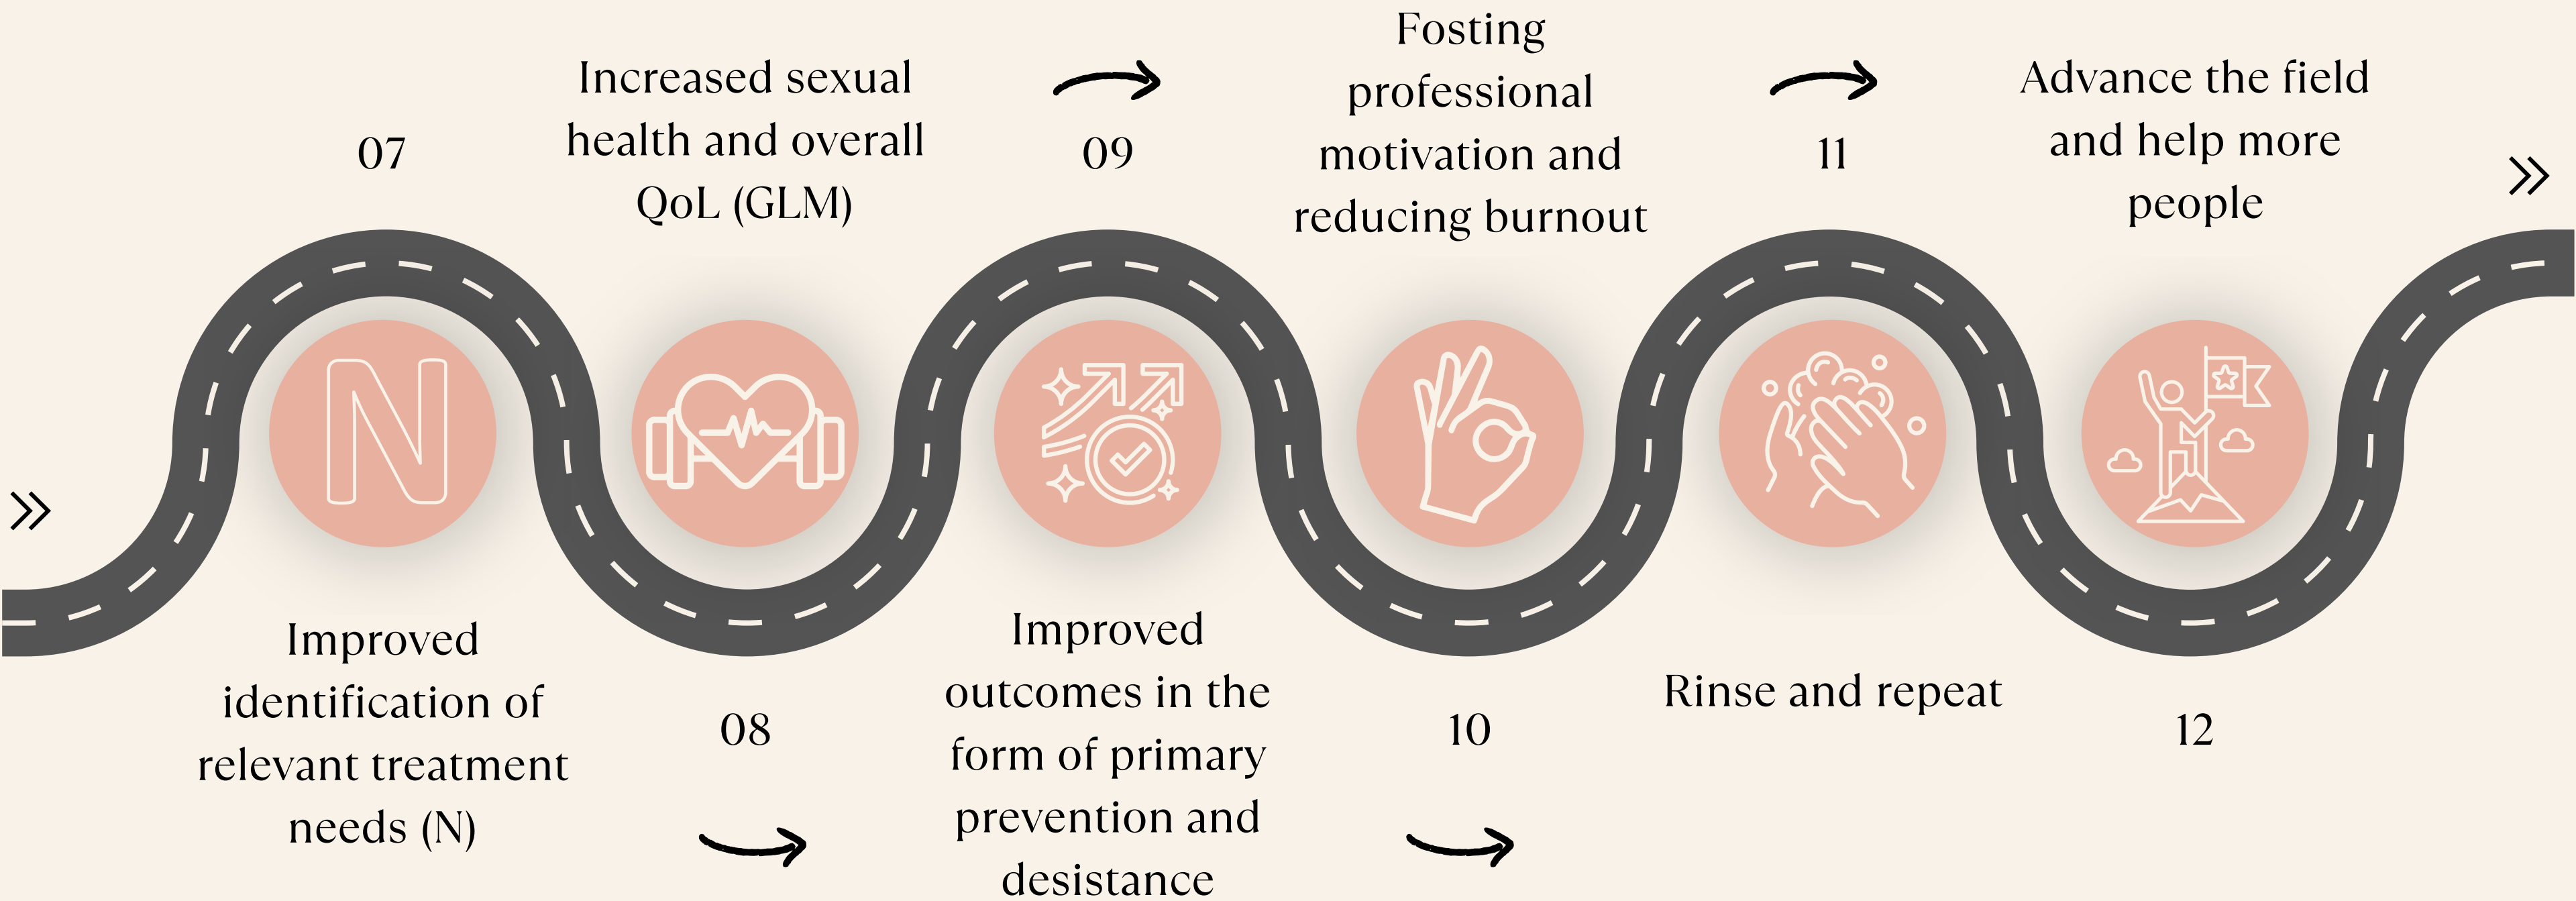 07
Improved
identification of
relevant treatment
needs (N)
Increased sexual
health and overall
QoL (GLM)
08
09
Improved
outcomes in the
form of primary
prevention and
desistance
Fosting
professional
motivation and
reducing burnout
10
11
Rinse and repeat
Advance the field
and help more
people
12
N